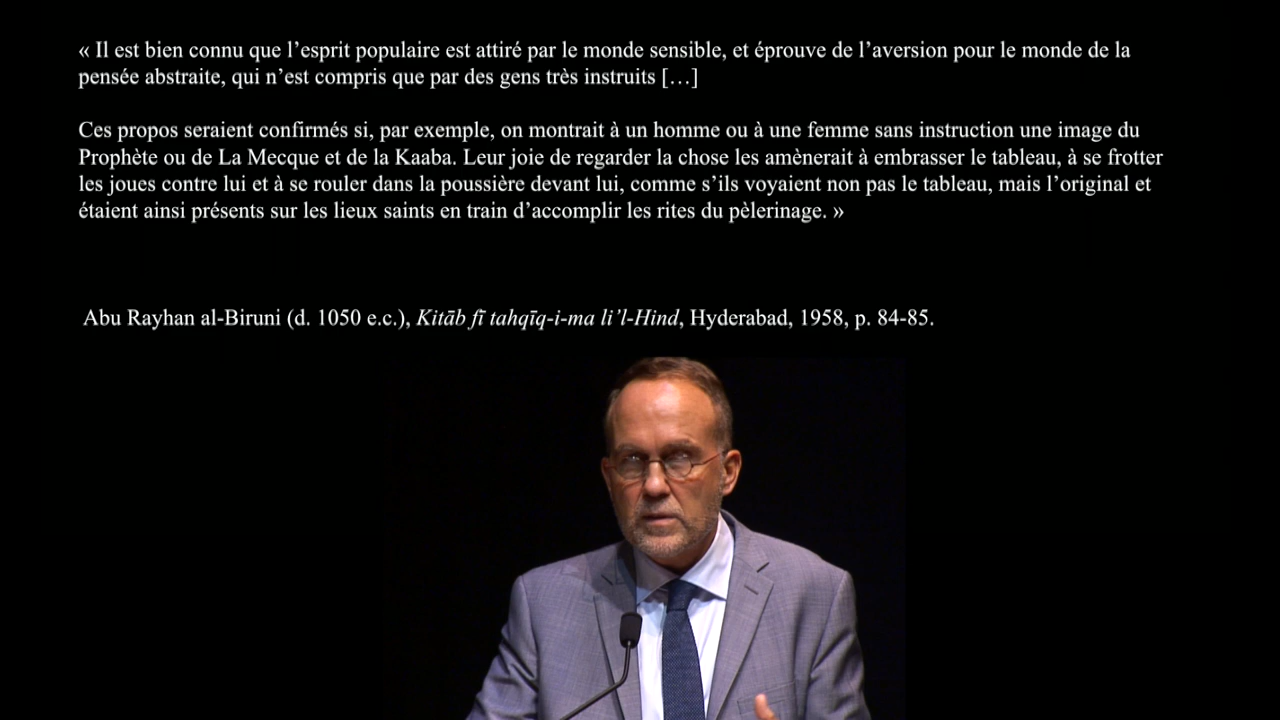 « Il est bien connu que l’esprit populaire est attiré par le monde sensible, et éprouve de l’aversion pour le monde de la
pensée abstraite, qui n’est compris que par des gens très instruits […]
Ces propos seraient confirmés si, par exemple, on montrait à un homme ou à une femme sans instruction une image du
Prophète ou de La Mecque et de la Kaaba. Leur joie de regarder la chose les amènerait à embrasser le tableau, à se frotter
les joues contre lui et à se rouler dans la poussière devant lui, comme s’ils voyaient non pas le tableau, mais l’original et
étaient ainsi présents sur les lieux saints en train d’accomplir les rites du pèlerinage. »
Abu Rayhan al-Biruni (d. 1050 e.c.), Kitāb fī tahqīq-i-ma li’l-Hind, Hyderabad, 1958, p. 84-85.